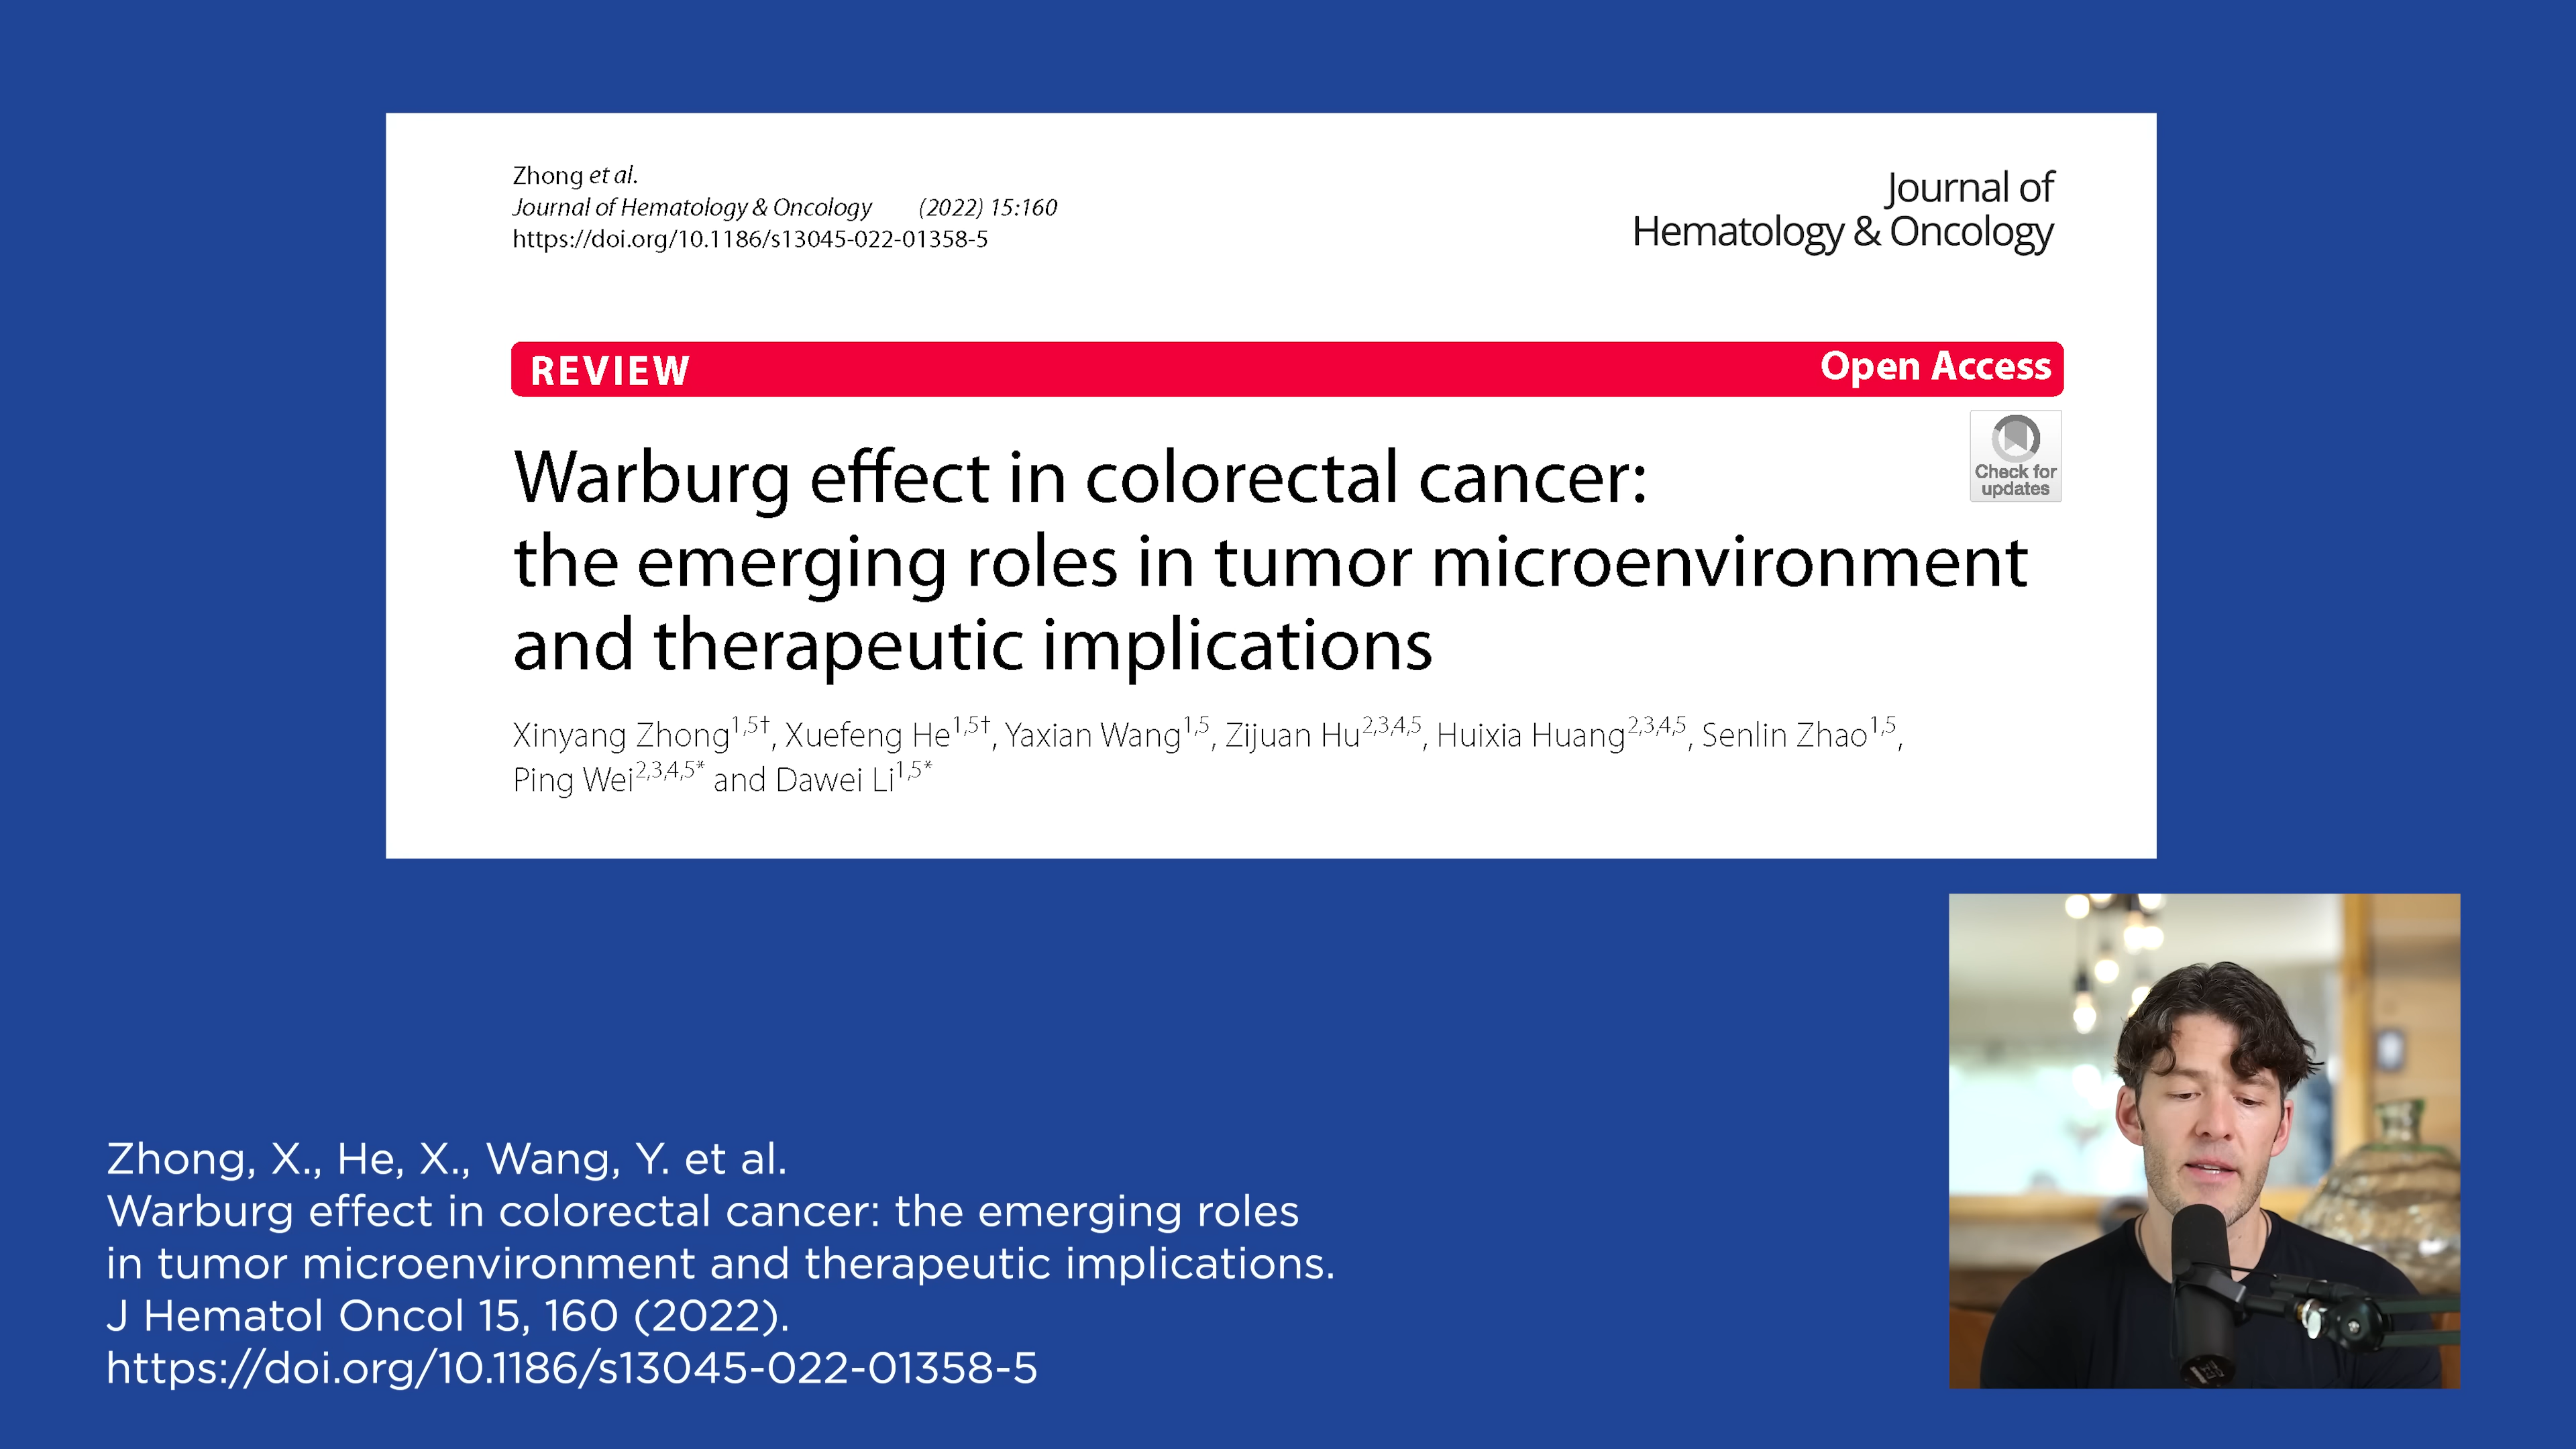 Zhong et al.
Journal of Hematology & Oncology (2022) 15:160
https://doi.org/10.1186/s13045-022-01358-5
Journal of
Hematology & Oncology
REVIEW
Open Access
Check for
updates
Warburg effect in colorectal cancer:
the emerging roles in tumor microenvironment
and therapeutic implications
Xinyang Zhong1,5†, Xuefeng He1,5†, Yaxian Wang1,5, Zijuan Hu2,3,4,5, Huixia Huang2,3,4,5, Senlin Zhao1,5,
Ping Wei2,3,4,5* and Dawei Li1,5*
Zhong, X., He, X., Wang, Y. et al.
Warburg effect in colorectal cancer: the emerging roles
in tumor microenvironment and therapeutic implications.
J Hematol Oncol 15, 160 (2022).
https://doi.org/10.1186/s13045-022-01358-5